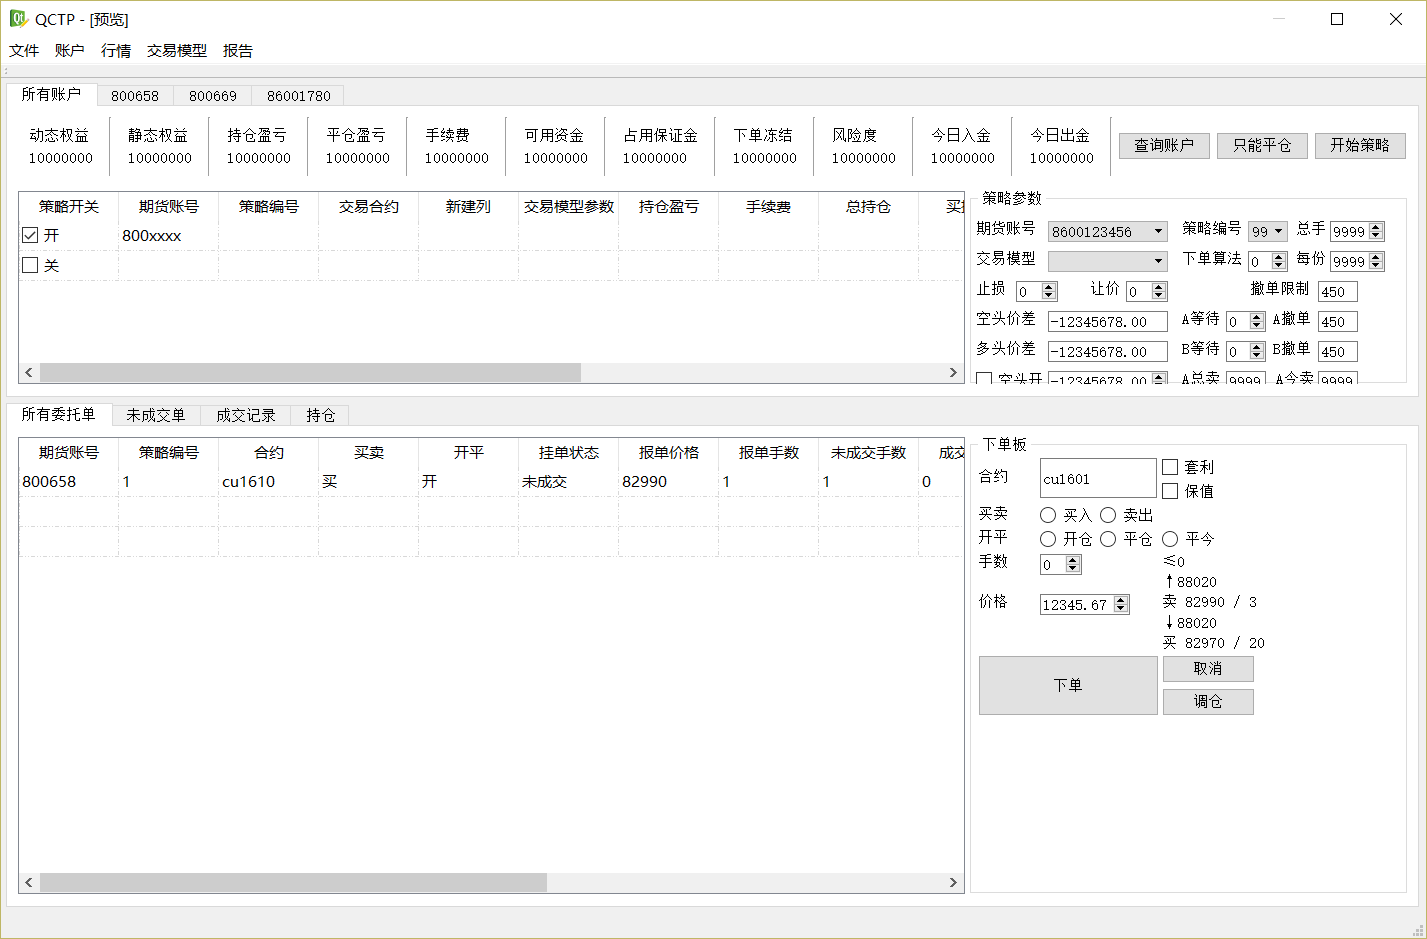 QCTP - [预览]
文件 账户 行情 交易模型 报告
所有账户 800658 800669 86001780
动态权益 静态权益 持仓盈亏 平仓盈亏 手续费 可用资金 占用保证金 下单冻结 风险度 今日入金 今日出金
10000000 10000000 10000000 10000000 10000000 10000000 10000000 10000000 10000000 10000000 10000000
查询账户 只能平仓 开始策略
策略开关 期货账号 策略编号 交易合约 新建列 交易模型参数 持仓盈亏 手续费 总持仓 买
开 800xxxx
关
策略参数
期货账号 8600123456 策略编号 99 总手 9999
交易模型 下单算法 0 每份 9999
止损 0 让价 0 撤单限制 450
空头价差 -12345678.00 A等待 0 A撤单 450
多头价差 -12345678.00 B等待 0 B撤单 450
空头开 -12345678.00 A总卖 9999 A今卖 9999
所有委托单 未成交单 成交记录 持仓
期货账号 策略编号 合约 买卖 开平 挂单状态 报单价格 报单手数 未成交手数 成交
800658 1 cu1610 买 开 未成交 82990 1 1 0
下单板
合约 cu1601 套利
保值
买卖 买入 卖出
开平 开仓 平仓 平今
手数 0 ≤0
↑88020
价格 12345.67 卖 82990 / 3
↓88020
买 82970 / 20
下单 取消
调仓